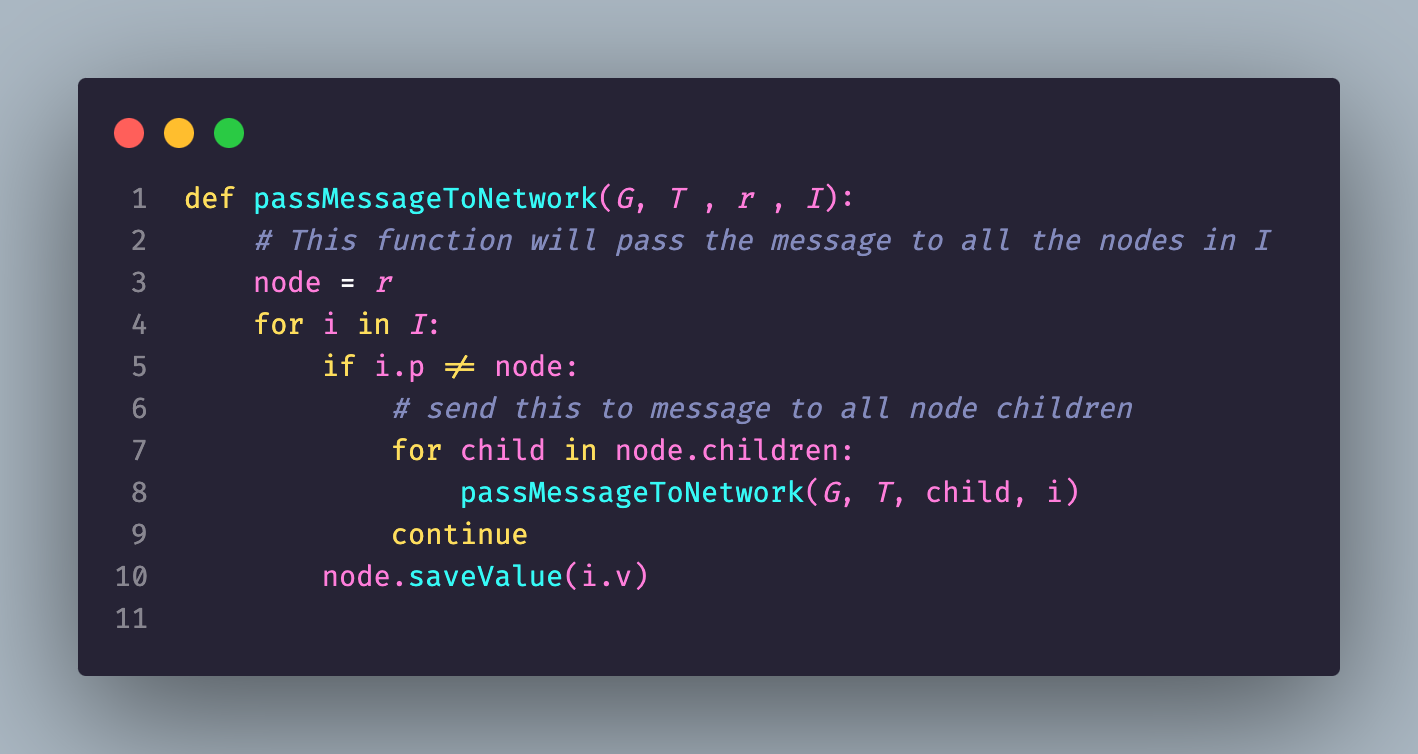 1 def passMessageToNetwork(G, T , r , I):
2 # This function will pass the message to all the nodes in I
3 node = r
4 for i in I:
5 if i.p ≠ node:
6 # send this to message to all node children
7 for child in node.children:
8 passMessageToNetwork(G, T, child, i)
9 continue
10 node.saveValue(i.v)
11